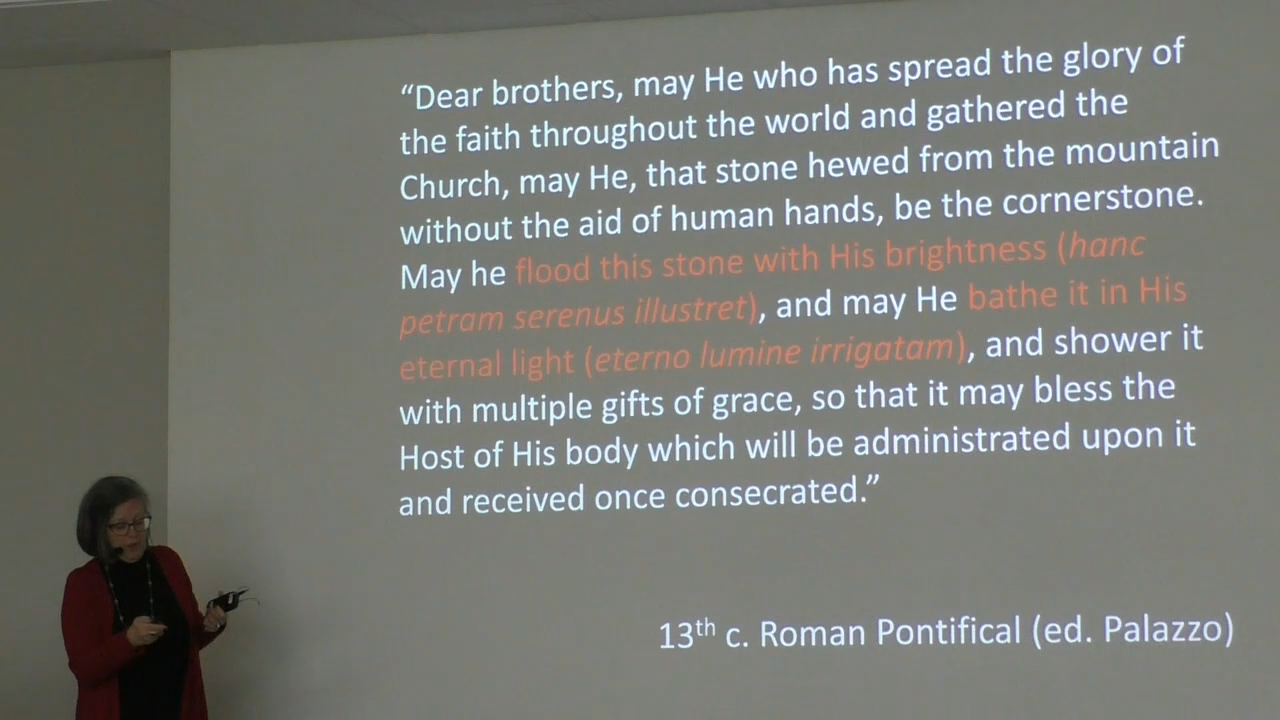 “Dear brothers, may He who has spread the glory of
the faith throughout the world and gathered the
Church, may He, that stone hewed from the mountain
without the aid of human hands, be the cornerstone.
May he flood this stone with His brightness (hanc
petram serenus illustret), and may He bathe it in His
eternal light (eterno lumine irrigatam), and shower it
with multiple gifts of grace, so that it may bless the
Host of His body which will be administrated upon it
and received once consecrated.”
13th c. Roman Pontifical (ed. Palazzo)